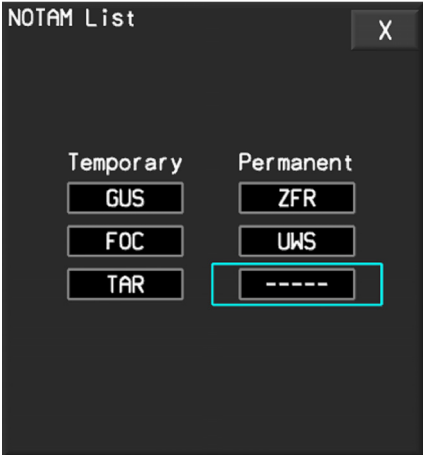 NOTAM List
X
Temporary Permanent
GUS ZFR
FOC UWS
TAR -----